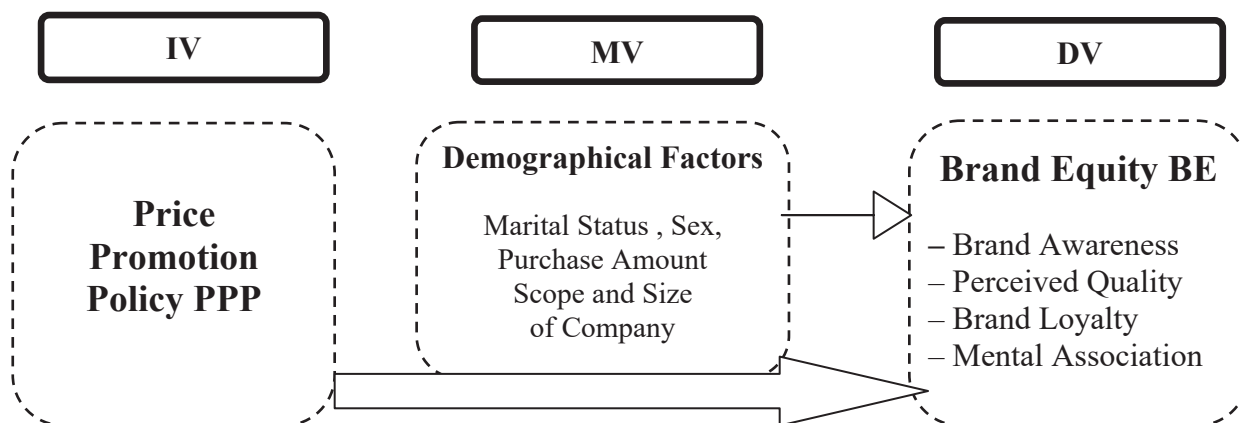 IV
MV
DV
Price
Promotion
Policy PPP
Demographical Factors
Marital Status , Sex,
Purchase Amount
Scope and Size
of Company
Brand Equity BE
– Brand Awareness
– Perceived Quality
– Brand Loyalty
– Mental Association